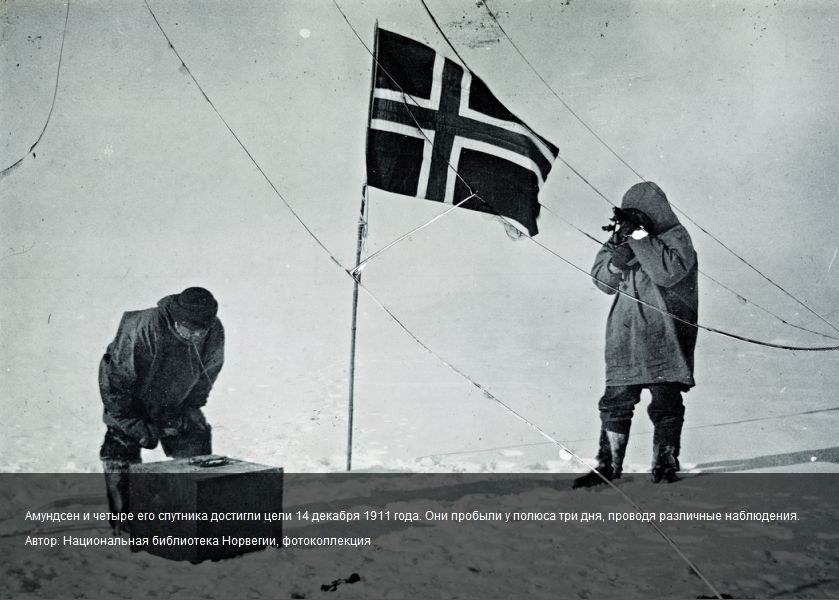 Амундсен и четыре его спутника достигли цели 14 декабря 1911 года. Они пробыли у полюса три дня, проводя различные наблюдения.
Автор: Национальная библиотека Норвегии, фотоколлекция